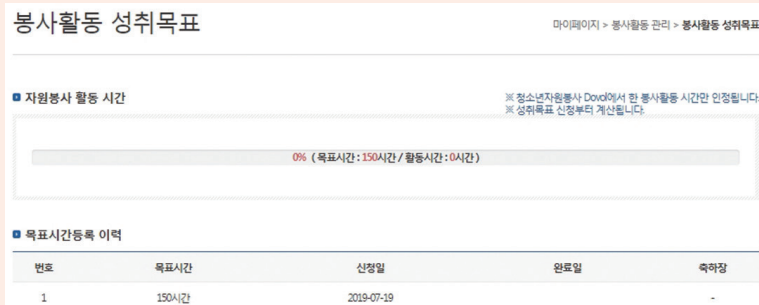 봉사활동 성취목표
마이페이지 > 봉사활동 관리 > 봉사활동 성취목표
자원봉사 활동 시간
※ 청소년자원봉사 Dovol에서 한 봉사활동 시간만 인정됩니다.
※ 성취목표 신청부터 계산됩니다.
0% ( 목표시간 : 150시간 / 활동시간 : 0시간 )
목표시간등록 이력
번호 목표시간 신청일 완료일 축하장
1 150시간 2019-07-19 -